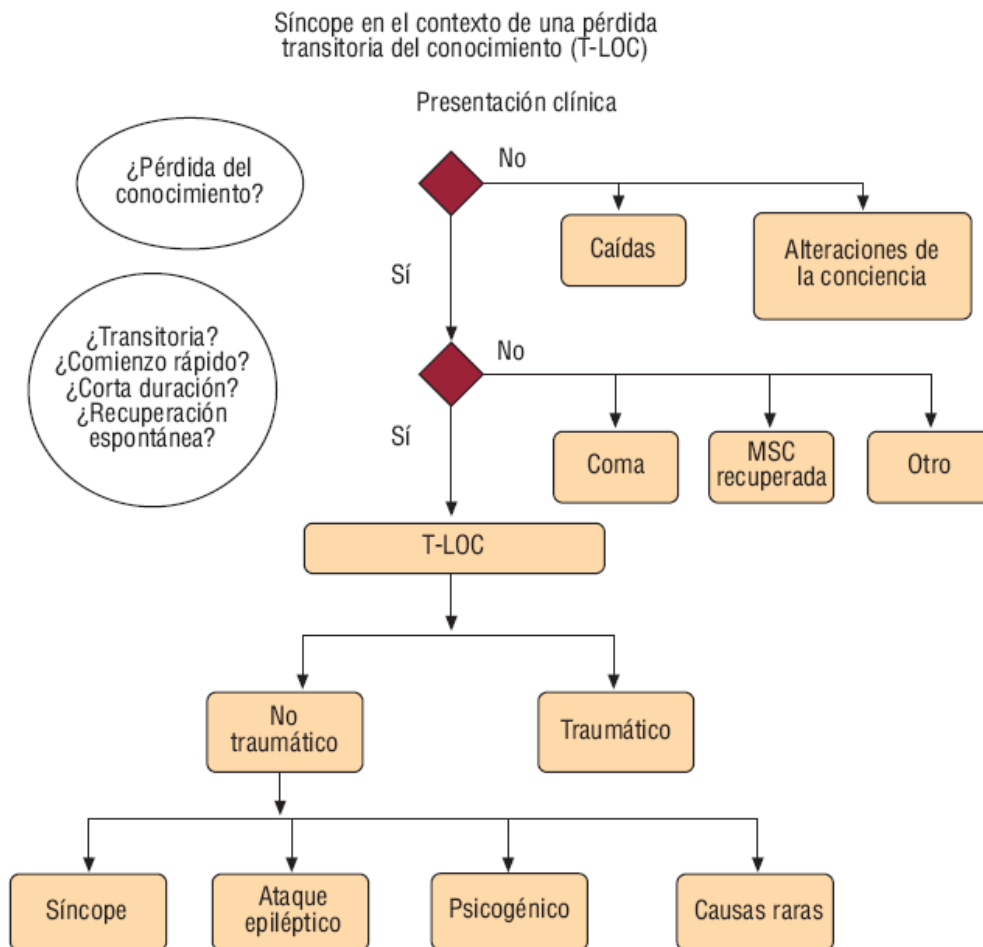 Síncope en el contexto de una pérdida
transitoria del conocimiento (T-LOC)
Presentación clínica
¿Pérdida del
conocimiento?
No
Caídas
Alteraciones de
la conciencia
Sí
¿Transitoria?
¿Comienzo rápido?
¿Corta duración?
¿Recuperación
espontánea?
No
Coma
MSC
recuperada
Otro
Sí
T-LOC
No
traumático
Traumático
Síncope
Ataque
epiléptico
Psicogénico
Causas raras